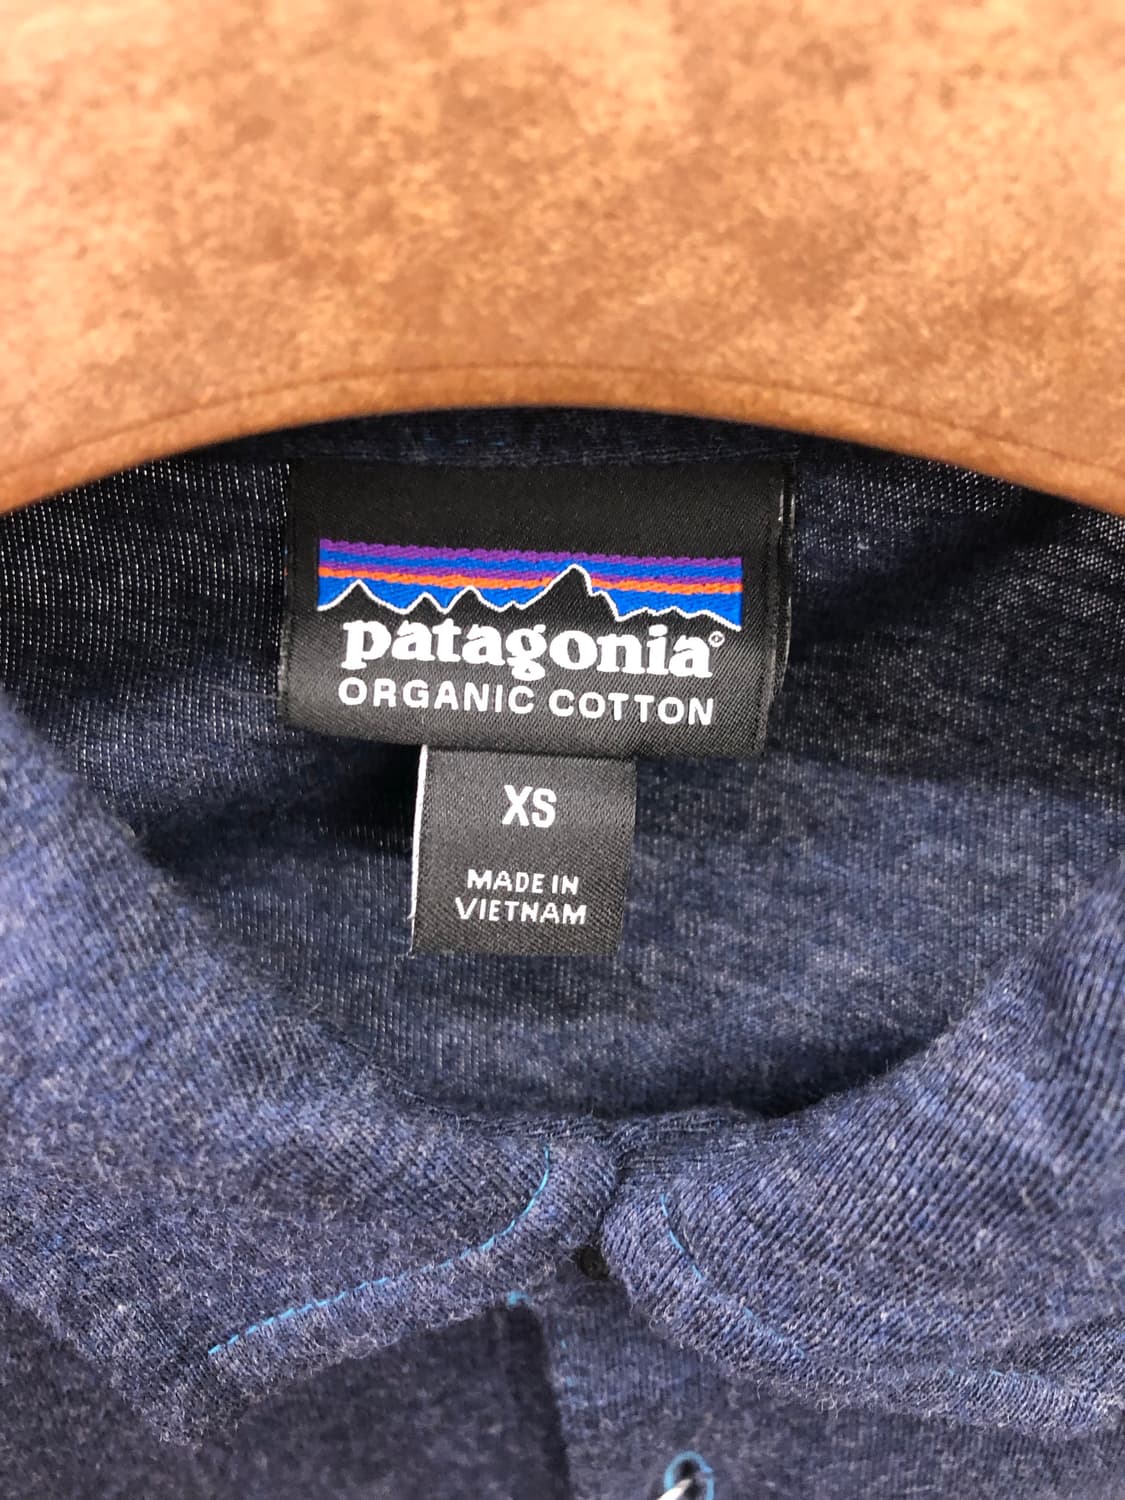 patagonia®
ORGANIC COTTON
XS
MADE IN
VIETNAM